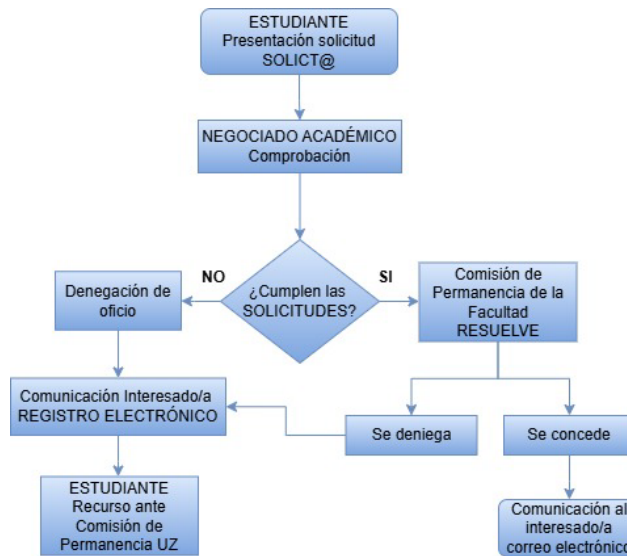 ESTUDIANTE
Presentación solicitud
SOLICT@
NEGOCIADO ACADÉMICO
Comprobación
NO
¿Cumplen las
SOLICITUDES?
SI
Denegación de
oficio
Comisión de
Permanencia de la
Facultad
RESUELVE
Comunicación Interesado/a
REGISTRO ELECTRÓNICO
Se deniega
Se concede
ESTUDIANTE
Recurso ante
Comisión de
Permanencia UZ
Comunicación al
interesado/a
correo electrónico